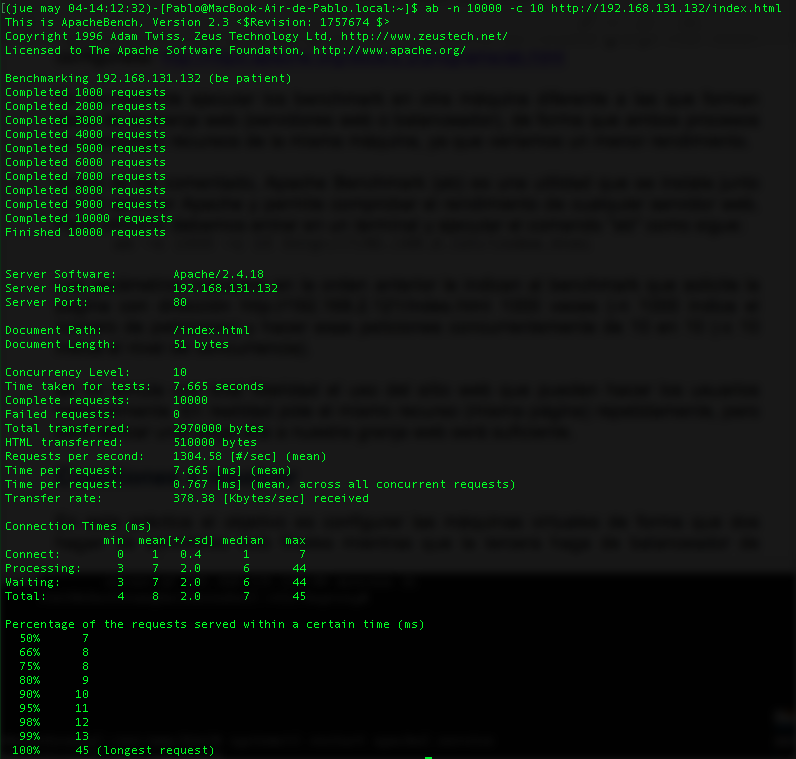 [(jue may 04-14:12:32)-[Pablo@MacBook-Air-de-Pablo.local:~]$ ab -n 10000 -c 10 http://192.168.131.132/index.html
This is ApacheBench, Version 2.3 <$Revision: 1757674 $>
Copyright 1996 Adam Twiss, Zeus Technology Ltd, http://www.zeustech.net/
Licensed to The Apache Software Foundation, http://www.apache.org/

Benchmarking 192.168.131.132 (be patient)
Completed 1000 requests
Completed 2000 requests
Completed 3000 requests
Completed 4000 requests
Completed 5000 requests
Completed 6000 requests
Completed 7000 requests
Completed 8000 requests
Completed 9000 requests
Completed 10000 requests
Finished 10000 requests

Server Software:        Apache/2.4.18
Server Hostname:        192.168.131.132
Server Port:            80

Document Path:          /index.html
Document Length:        51 bytes

Concurrency Level:      10
Time taken for tests:   7.665 seconds
Complete requests:      10000
Failed requests:        0
Total transferred:      2970000 bytes
HTML transferred:       510000 bytes
Requests per second:    1304.58 [#/sec] (mean)
Time per request:       7.665 [ms] (mean)
Time per request:       0.767 [ms] (mean, across all concurrent requests)
Transfer rate:          378.38 [Kbytes/sec] received

Connection Times (ms)
              min  mean[+/-sd] median   max
Connect:        0    1   0.4      1       7
Processing:     3    7   2.0      6      44
Waiting:        3    7   2.0      6      44
Total:          4    8   2.0      7      45

Percentage of the requests served within a certain time (ms)
  50%      7
  66%      8
  75%      8
  80%      9
  90%     10
  95%     11
  98%     12
  99%     13
 100%     45 (longest request)